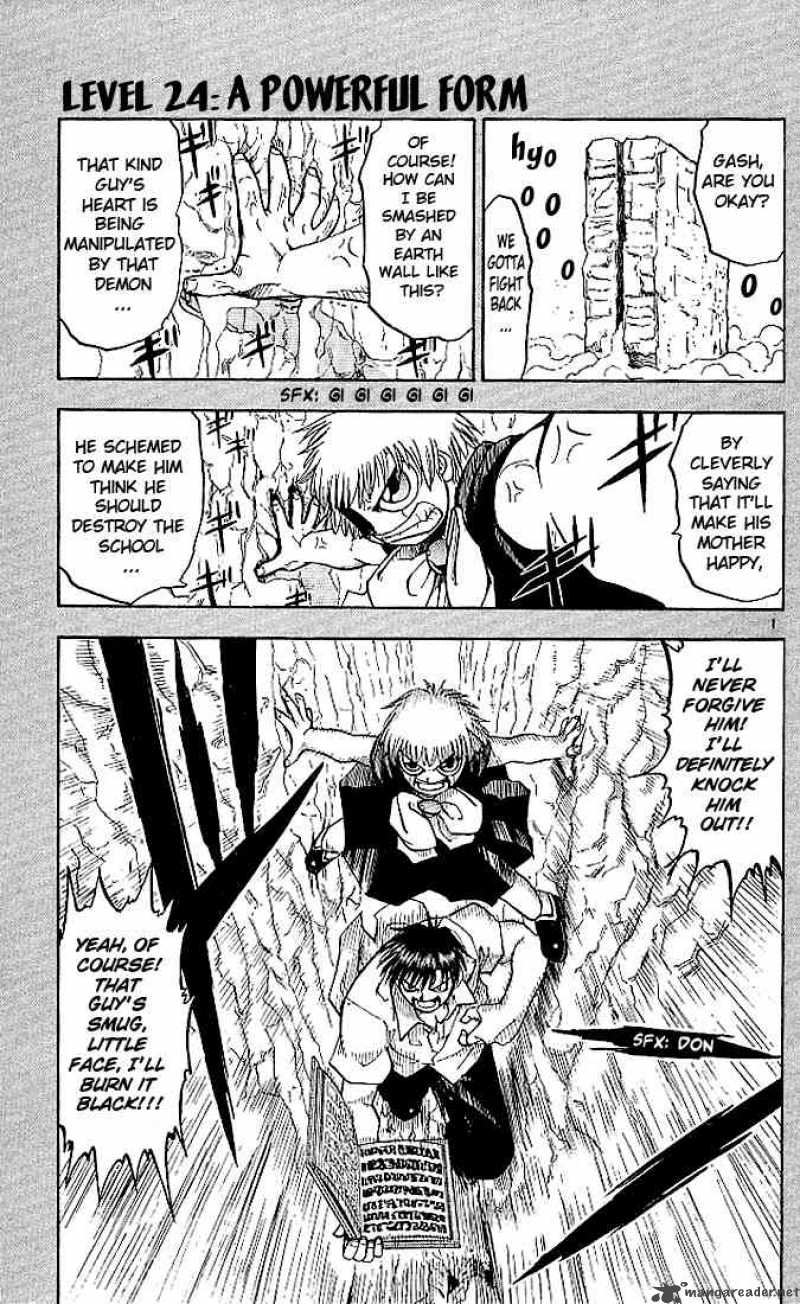 LEVEL 24: A POWERFUL FORM
GASH,
ARE YOU
OKAY?
hyo
o
o
o
o
o
o
WE
GOTTA
FIGHT
BACK
...
OF
COURSE!
HOW CAN
I BE
SMASHED
BY AN
EARTH
WALL LIKE
THIS?
THAT KIND
GUY'S
HEART IS
BEING
MANIPULATED
BY THAT
DEMON
...
SFX: GI GI GI GI GI GI
BY
CLEVERLY
SAYING
THAT IT'LL
MAKE HIS
MOTHER
HAPPY,
HE SCHEMED
TO MAKE HIM
THINK HE
SHOULD
DESTROY THE
SCHOOL
...
1
I'LL
NEVER
FORGIVE
HIM!
I'LL
DEFINITELY
KNOCK
HIM
OUT!!
YEAH, OF
COURSE!
THAT
GUY'S
SMUG,
LITTLE
FACE, I'LL
BURN IT
BLACK!!!
SFX: DON
mangareader.net